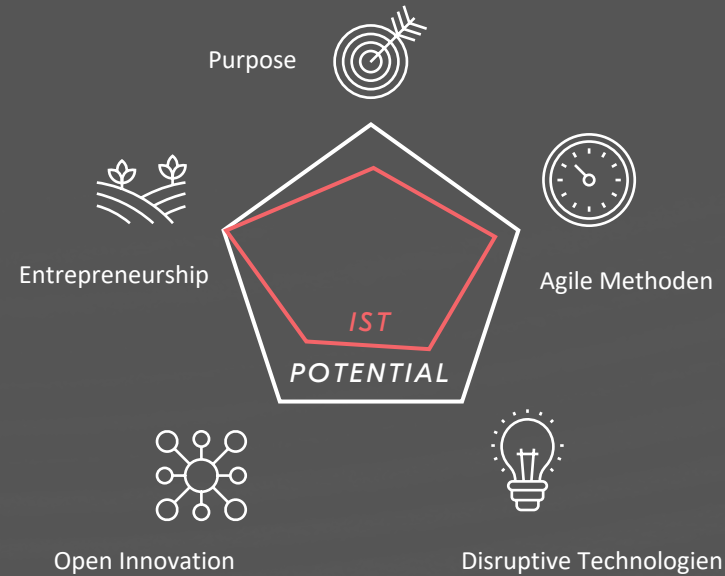 Purpose
Entrepreneurship
Agile Methoden
IST
POTENTIAL
Open Innovation
Disruptive Technologien